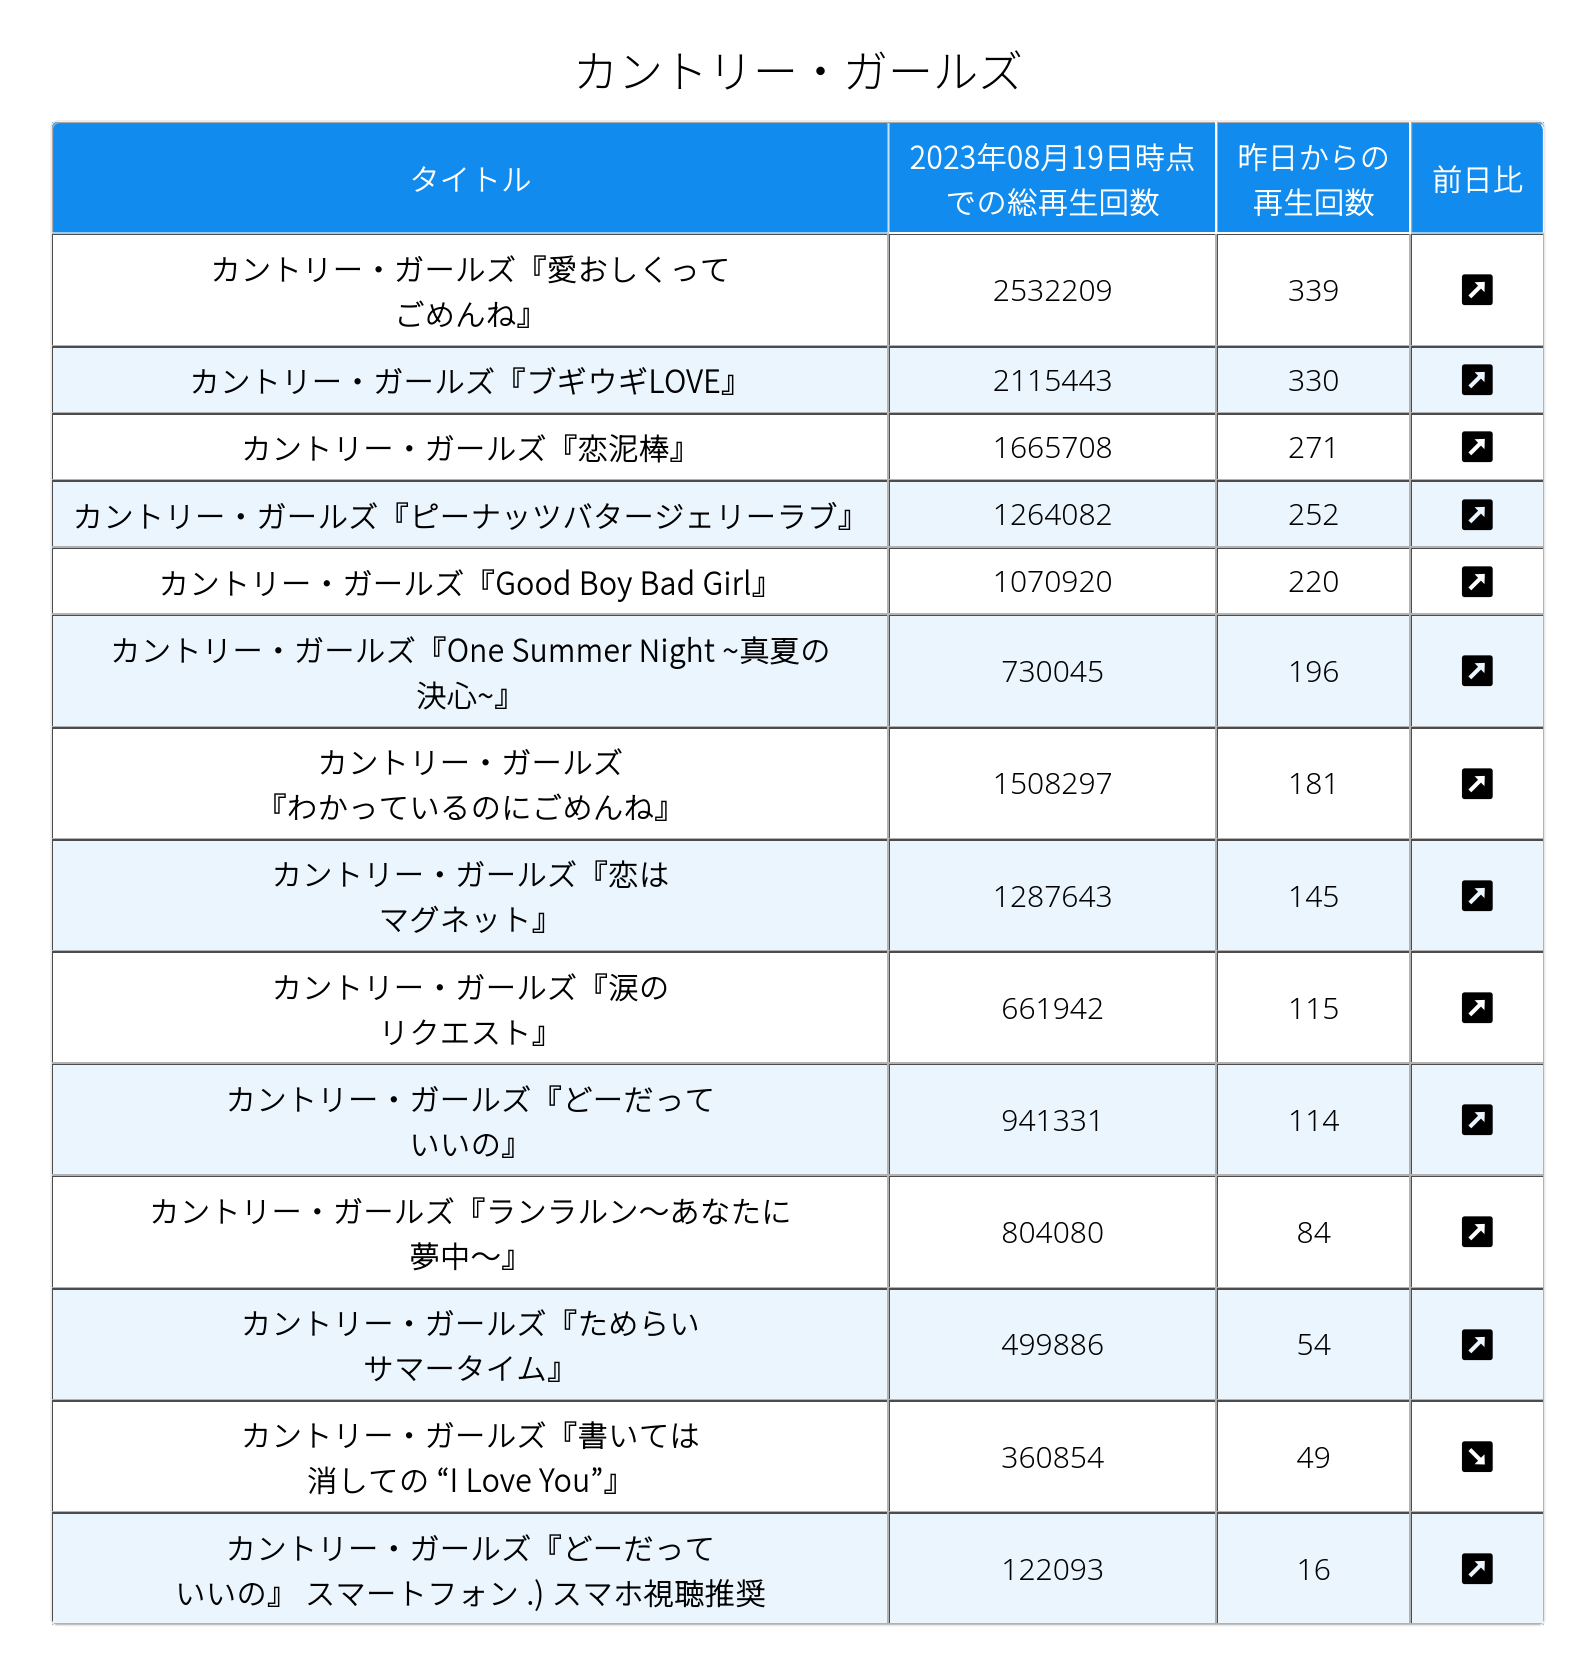 カントリー・ガールズ
タイトル
2023年08月19日時点
での総再生回数
昨日からの
再生回数
前日比
カントリー・ガールズ『愛おしくって
ごめんね』
2532209
339
カントリー・ガールズ『ブギウギLOVE』
2115443
330
カントリー・ガールズ『恋泥棒』
1665708
271
カントリー・ガールズ『ピーナッツバタージェリーラブ』
1264082
252
カントリー・ガールズ『Good Boy Bad Girl』
1070920
220
カントリー・ガールズ『One Summer Night ~真夏の
決心~』
730045
196
カントリー・ガールズ
『わかっているのにごめんね』
1508297
181
カントリー・ガールズ『恋は
マグネット』
1287643
145
カントリー・ガールズ『涙の
リクエスト』
661942
115
カントリー・ガールズ『どーだって
いいの』
941331
114
カントリー・ガールズ『ランラルン〜あなたに
夢中〜』
804080
84
カントリー・ガールズ『ためらい
サマータイム』
499886
54
カントリー・ガールズ『書いては
消しての “I Love You”』
360854
49
カントリー・ガールズ『どーだって
いいの』 スマートフォン .) スマホ視聴推奨
122093
16